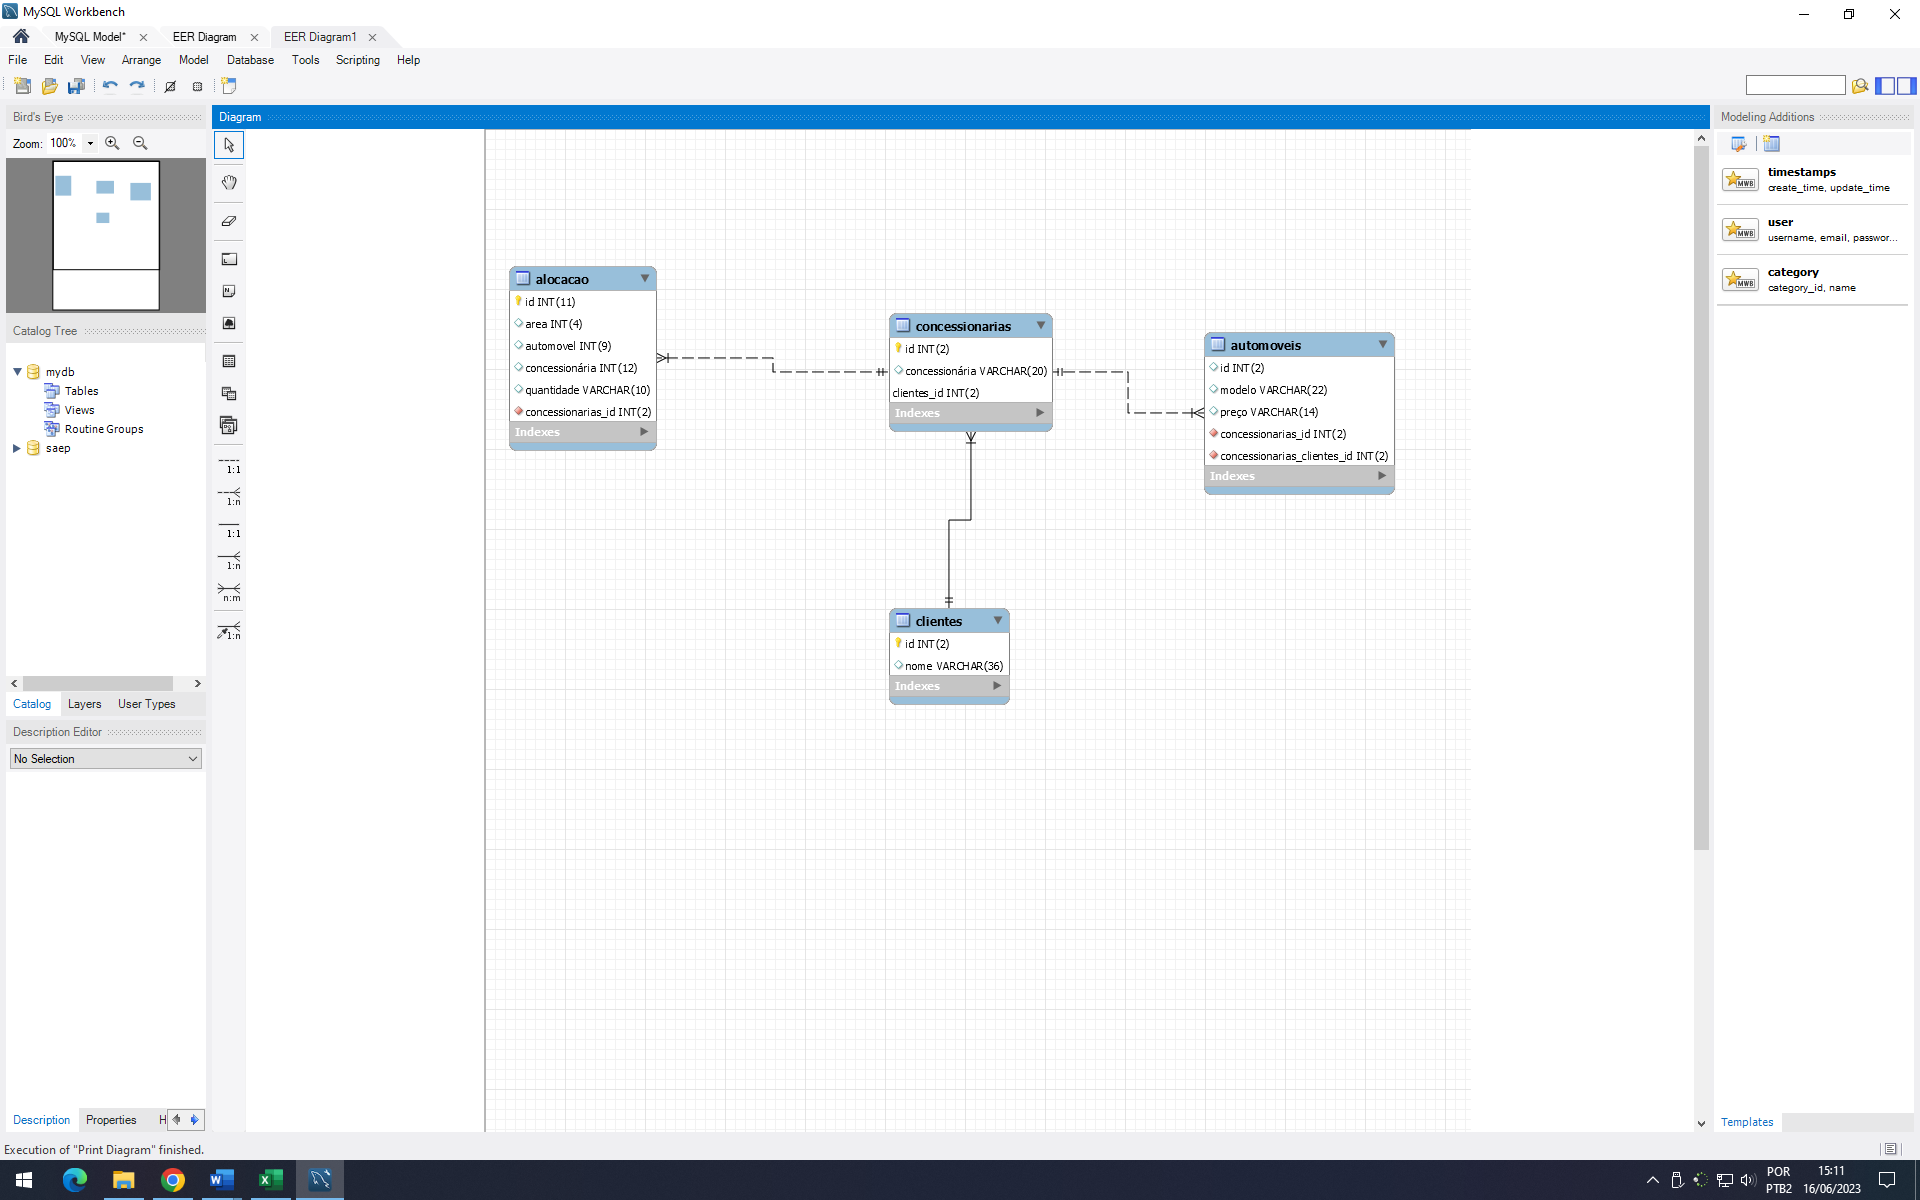 MySQL Workbench
MySQL Model*
EER Diagram
EER Diagram1
File Edit View Arrange Model Database Tools Scripting Help
Bird's Eye
Zoom: 100%
Catalog Tree
mydb
Tables
Views
Routine Groups
saep
Catalog Layers User Types
Description Editor
No Selection
Description Properties H
Diagram
1:1
1:n
1:1
1:n
n:m
1:n
alocacao
id INT(11)
area INT(4)
automovel INT(9)
concessionária INT(12)
quantidade VARCHAR(10)
concessionarias_id INT(2)
Indexes
concessionarias
id INT(2)
concessionária VARCHAR(20)
clientes_id INT(2)
Indexes
automoveis
id INT(2)
modelo VARCHAR(22)
preço VARCHAR(14)
concessionarias_id INT(2)
concessionarias_clientes_id INT(2)
Indexes
clientes
id INT(2)
nome VARCHAR(36)
Indexes
Modeling Additions
MWB
timestamps
create_time, update_time
MWB
user
username, email, passwor...
MWB
category
category_id, name
Templates
Execution of "Print Diagram" finished.
POR
PTB2
15:11
16/06/2023